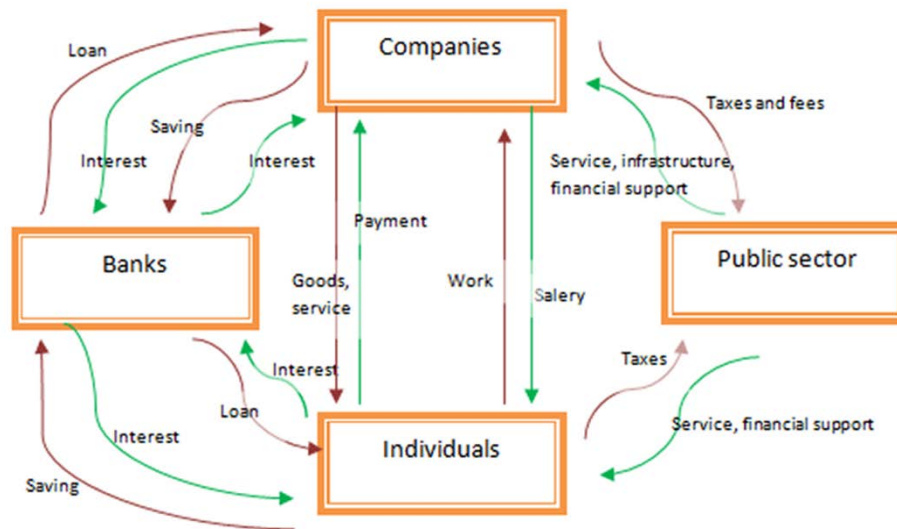 Companies
Loan
Taxes and fees
Saving
Interest
Interest
Service, infrastructure,
financial support
Payment
Banks
Public sector
Goods,
service
Work
Salery
Interest
Taxes
Loan
Interest
Service, financial support
Individuals
Saving